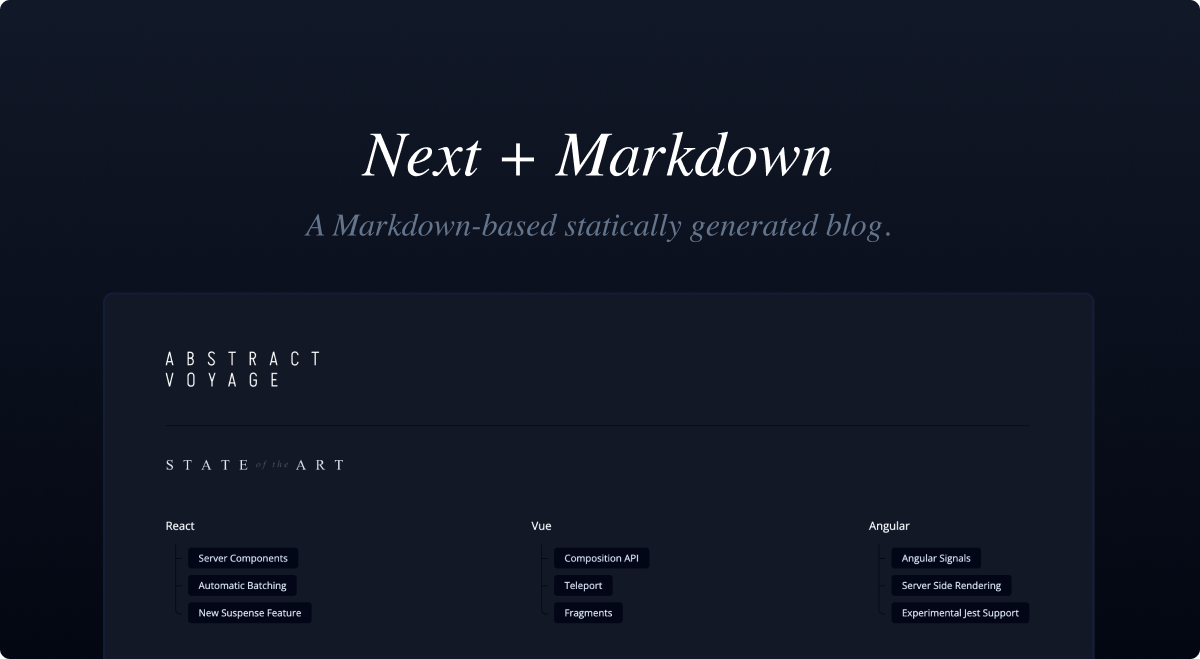 Next + Markdown
A Markdown-based statically generated blog.
ABSTRACT
VOYAGE
STATE of the ART
React
Server Components
Automatic Batching
New Suspense Feature
Vue
Composition API
Teleport
Fragments
Angular
Angular Signals
Server Side Rendering
Experimental Jest Support